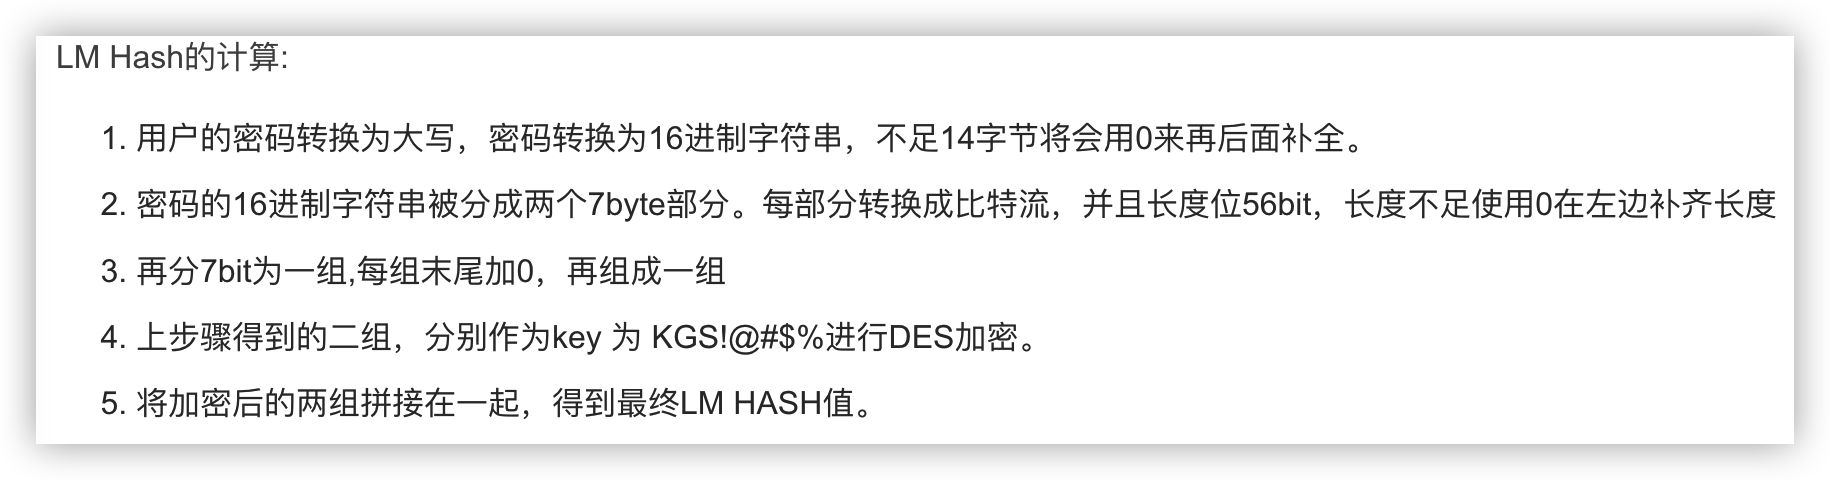 LM Hash的计算:
1. 用户的密码转换为大写，密码转换为16进制字符串，不足14字节将会用0来再后面补全。
2. 密码的16进制字符串被分成两个7byte部分。每部分转换成比特流，并且长度位56bit，长度不足使用0在左边补齐长度
3. 再分7bit为一组,每组末尾加0，再组成一组
4. 上步骤得到的二组，分别作为key 为 KGS!@#$%进行DES加密。
5. 将加密后的两组拼接在一起，得到最终LM HASH值。